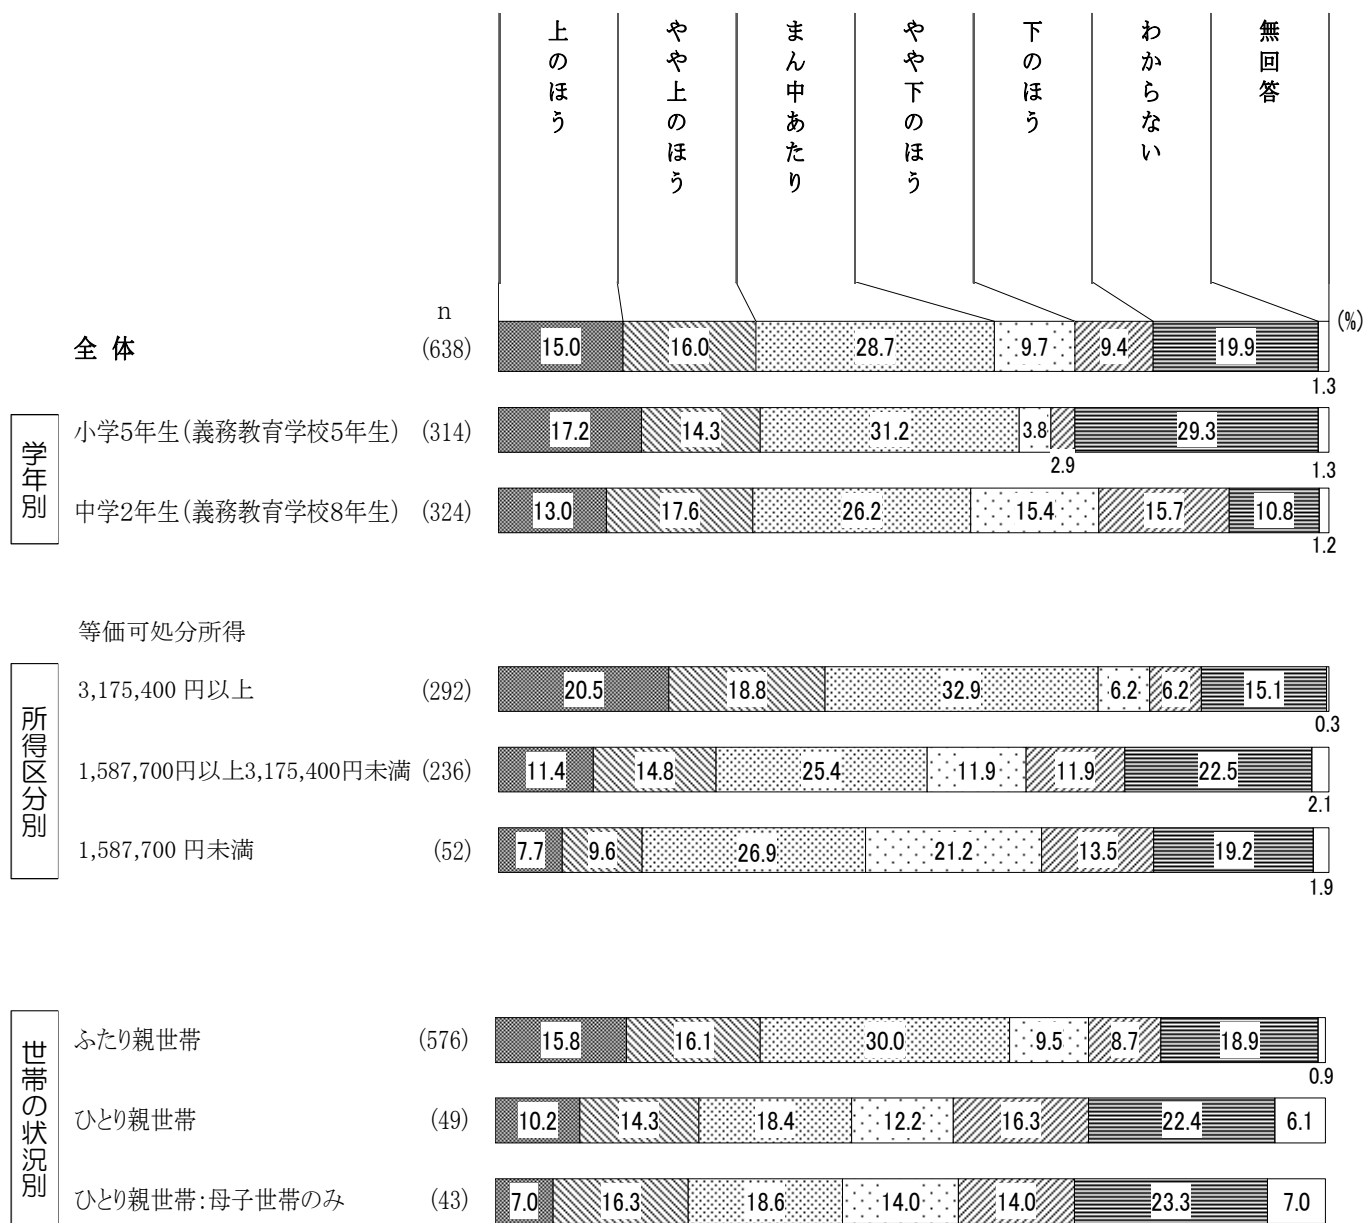 上のほう
やや上のほう
まん中あたり
やや下のほう
下のほう
わからない
無回答
n
(%)
全 体 (638) 15.0 16.0 28.7 9.7 9.4 19.9
1.3
学年別
小学5年生(義務教育学校5年生) (314) 17.2 14.3 31.2 3.8 29.3
2.9 1.3
中学2年生(義務教育学校8年生) (324) 13.0 17.6 26.2 15.4 15.7 10.8
1.2
等価可処分所得
所得区分別
3,175,400 円以上 (292) 20.5 18.8 32.9 6.2 6.2 15.1
0.3
1,587,700円以上3,175,400円未満 (236) 11.4 14.8 25.4 11.9 11.9 22.5
2.1
1,587,700 円未満 (52) 7.7 9.6 26.9 21.2 13.5 19.2
1.9
世帯の状況別
ふたり親世帯 (576) 15.8 16.1 30.0 9.5 8.7 18.9
0.9
ひとり親世帯 (49) 10.2 14.3 18.4 12.2 16.3 22.4 6.1
ひとり親世帯:母子世帯のみ (43) 7.0 16.3 18.6 14.0 14.0 23.3 7.0